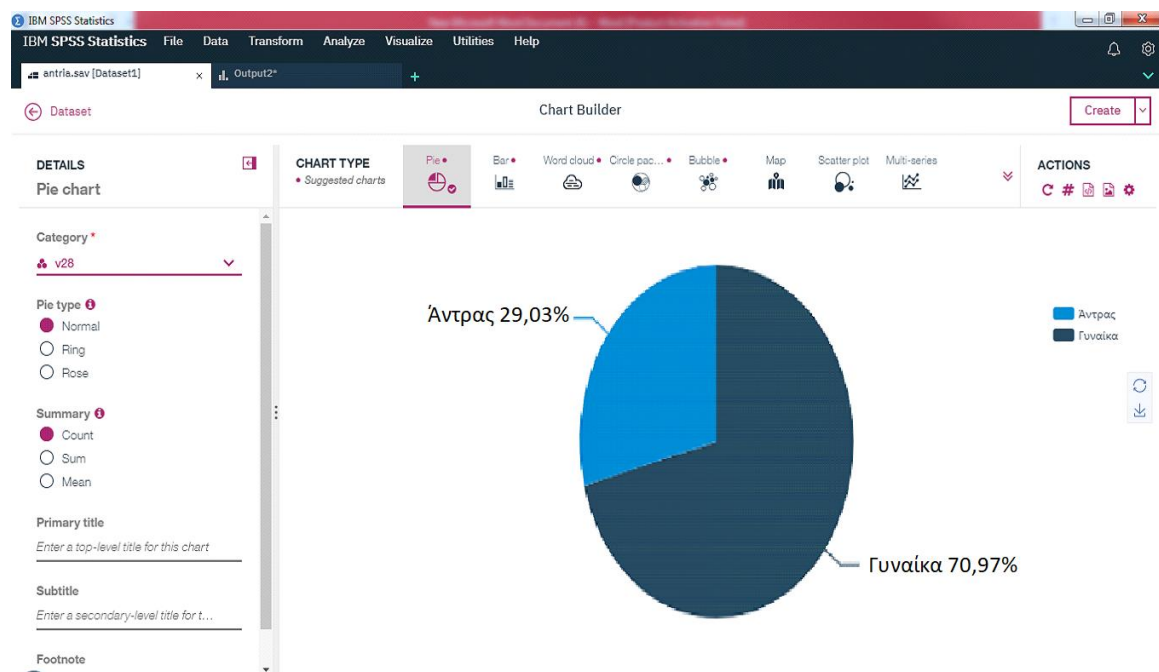 IBM SPSS Statistics
IBM SPSS Statistics File Data Transform Analyze Visualize Utilities Help
antria.sav [Dataset1] x Output2* +
Dataset
Chart Builder
Create
DETAILS
Pie chart
CHART TYPE
• Suggested charts
Pie • Bar • Word cloud • Circle pac... • Bubble • Map Scatter plot Multi-series
ACTIONS
Category *
v28
Pie type
Normal
Ring
Rose
Summary
Count
Sum
Mean
Primary title
Enter a top-level title for this chart
Subtitle
Enter a secondary-level title for t...
Footnote
Άντρας 29,03%
Γυναίκα 70,97%
Άντρας
Γυναίκα